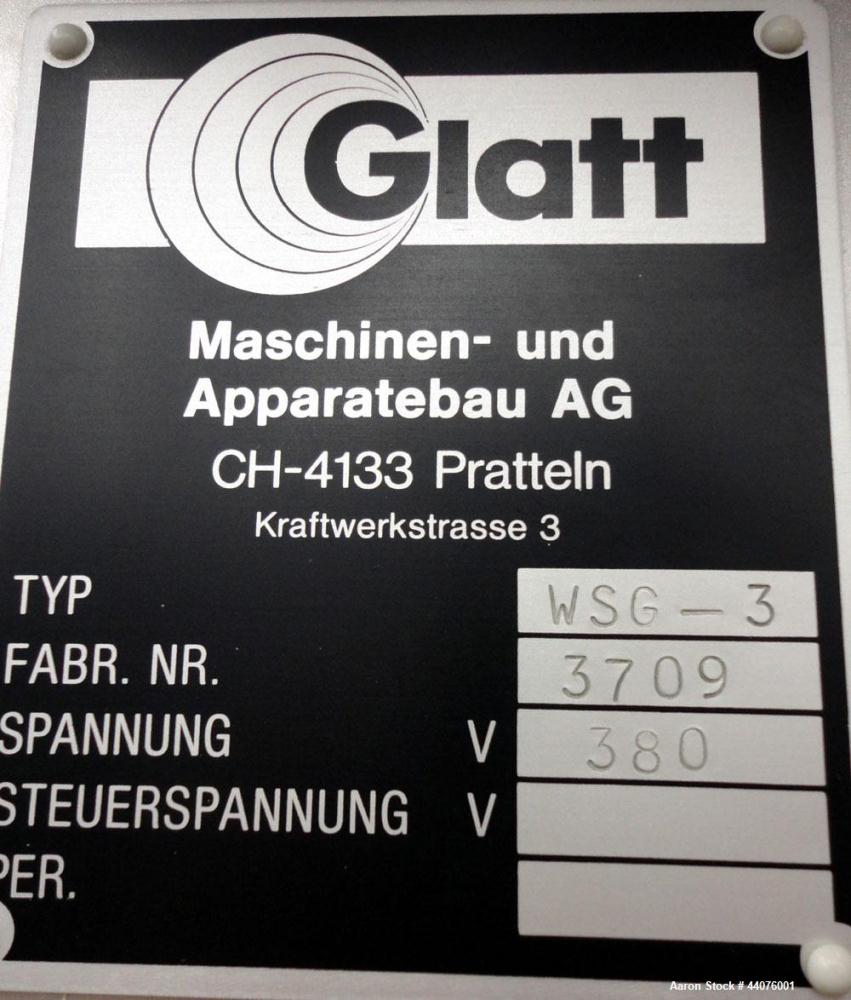 Glatt
Maschinen- und
Apparatebau AG
CH-4133 Pratteln
Kraftwerkstrasse 3
TYP WSG-3
FABR. NR. 3709
SPANNUNG V 380
STEUERSPANNUNG V
PER.
Aaron Stock # 44076001